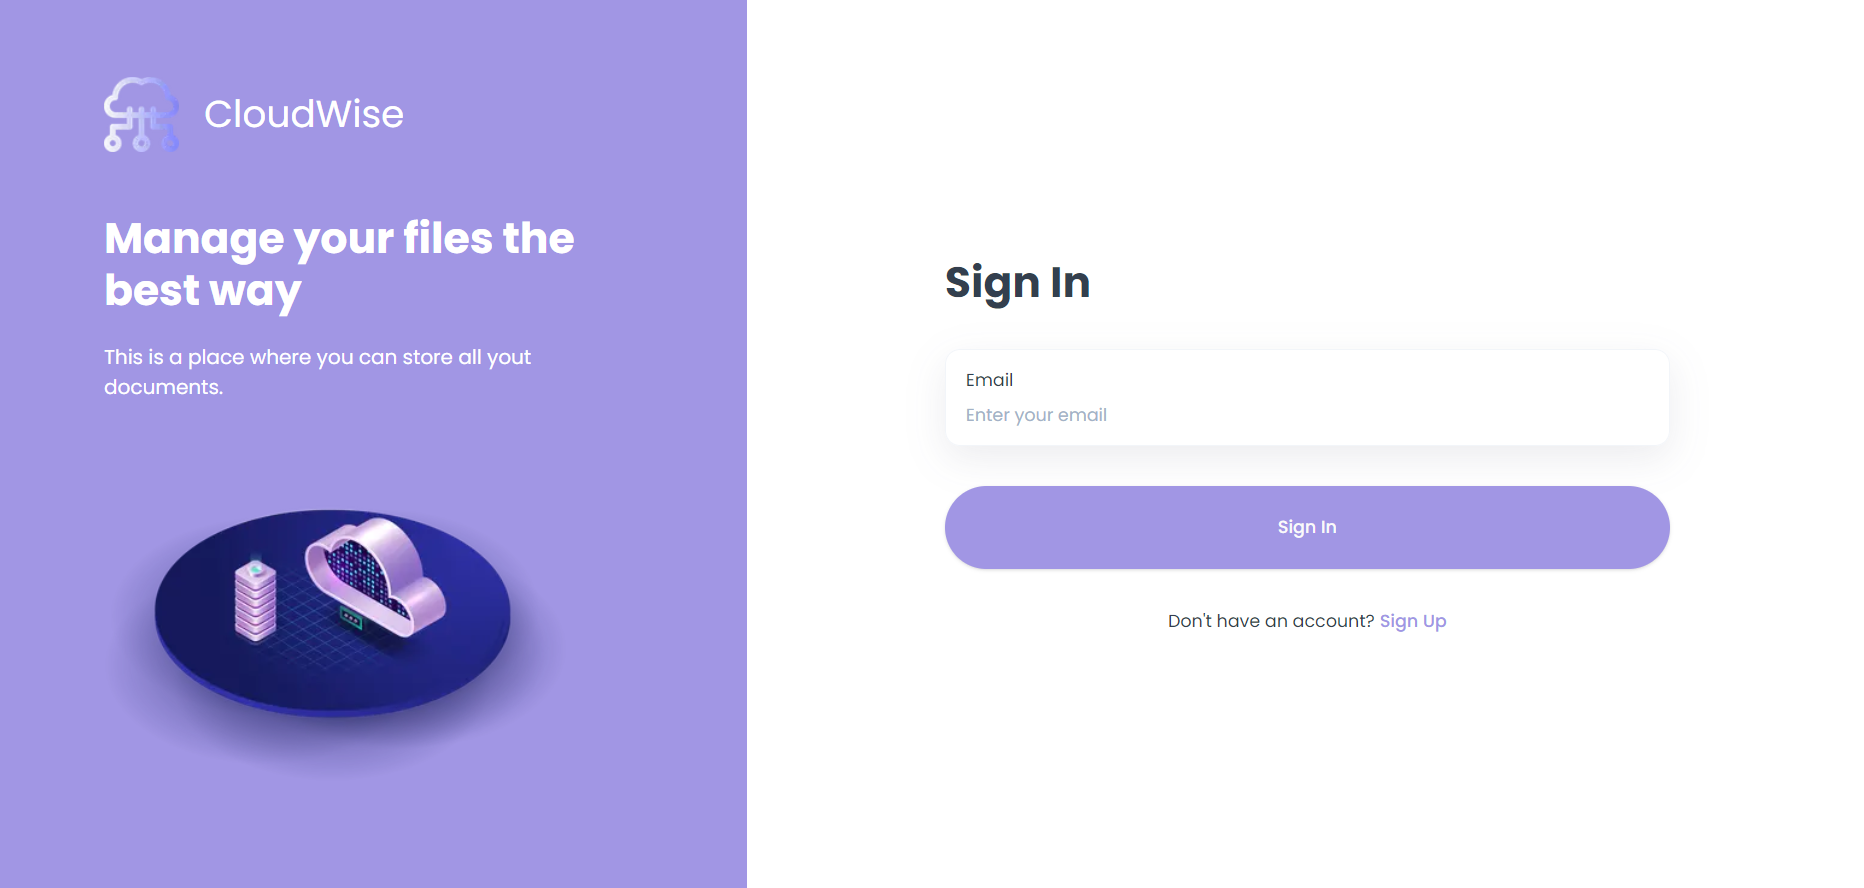 CloudWise
Manage your files the
best way
This is a place where you can store all yout
documents.
Sign In
Email
Enter your email
Sign In
Don't have an account? Sign Up